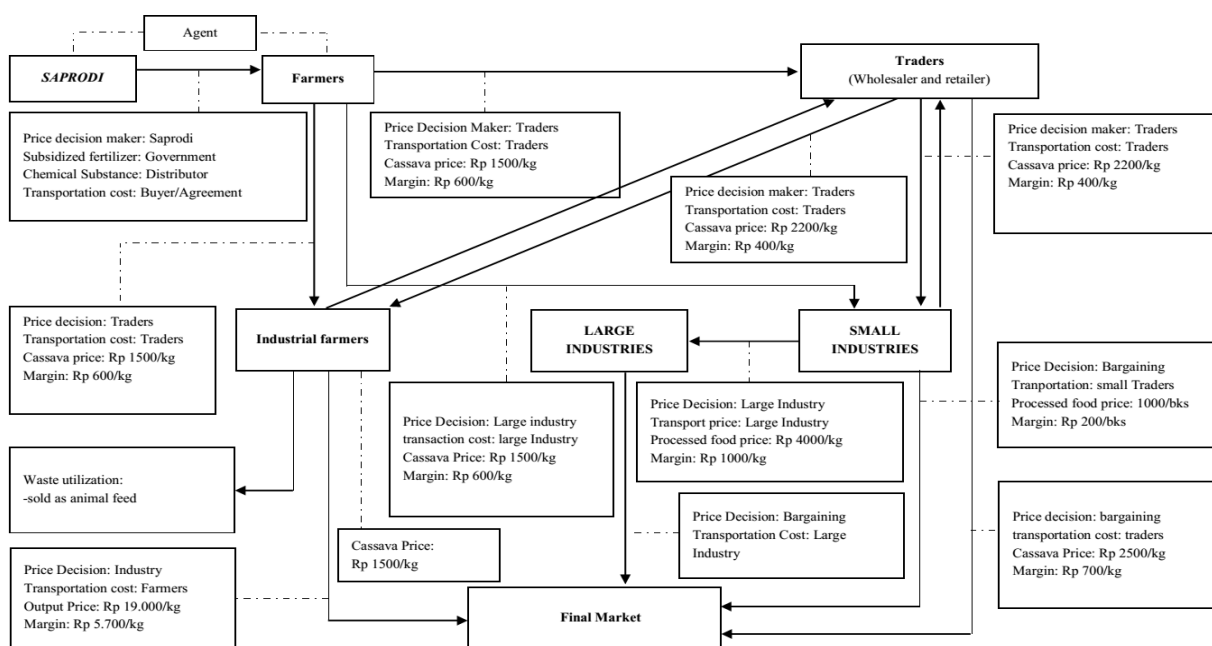 Agent
SAPRODI
Farmers
Traders
(Wholesaler and retailer)
Price decision maker: Saprodi
Subsidized fertilizer: Government
Chemical Substance: Distributor
Transportation cost: Buyer/Agreement
Price Decision Maker: Traders
Transportation Cost: Traders
Cassava price: Rp 1500/kg
Margin: Rp 600/kg
Price decision maker: Traders
Transportation cost: Traders
Cassava price: Rp 2200/kg
Margin: Rp 400/kg
Price decision maker: Traders
Transportation cost: Traders
Cassava price: Rp 2200/kg
Margin: Rp 400/kg
Price decision: Traders
Transportation cost: Traders
Cassava price: Rp 1500/kg
Margin: Rp 600/kg
Industrial farmers
LARGE
INDUSTRIES
SMALL
INDUSTRIES
Price Decision: Large industry
transaction cost: large Industry
Cassava Price: Rp 1500/kg
Margin: Rp 600/kg
Price Decision: Large Industry
Transport price: Large Industry
Processed food price: Rp 4000/kg
Margin: Rp 1000/kg
Price Decision: Bargaining
Tranportation: small Traders
Processed food price: 1000/bks
Margin: Rp 200/bks
Waste utilization:
-sold as animal feed
Cassava Price:
Rp 1500/kg
Price Decision: Bargaining
Transportation Cost: Large
Industry
Price decision: bargaining
transportation cost: traders
Cassava Price: Rp 2500/kg
Margin: Rp 700/kg
Price Decision: Industry
Transportation cost: Farmers
Output Price: Rp 19.000/kg
Margin: Rp 5.700/kg
Final Market